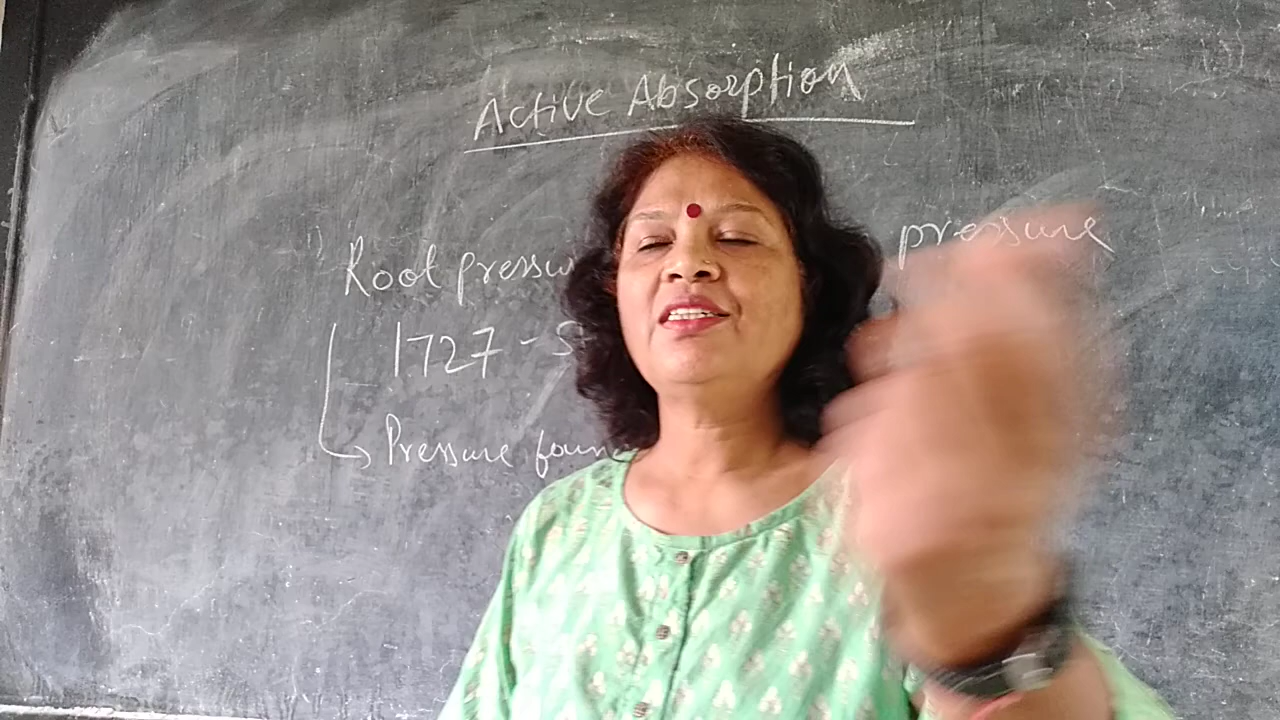 Active Absorption
i) Root pressu pressure
1727 - S
Pressure foun